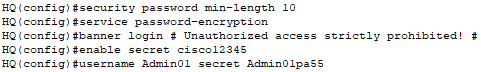 HQ(config)#security password min-length 10
HQ(config)#service password-encryption
HQ(config)#banner login # Unauthorized access strictly prohibited! #
HQ(config)#enable secret cisco12345
HQ(config)#username Admin01 secret Admin01pa55